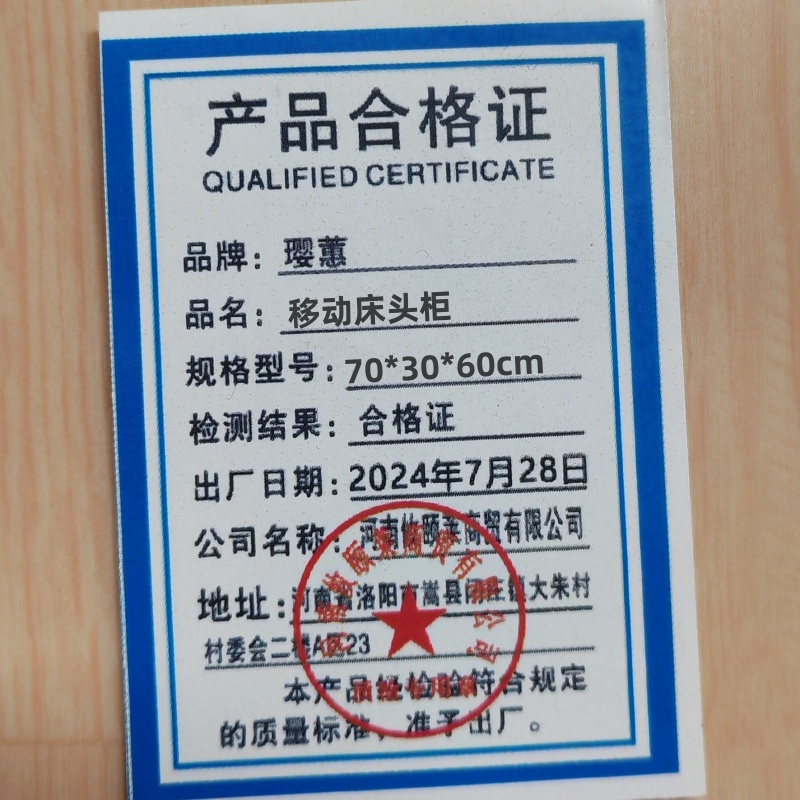 产品合格证
QUALIFIED CERTIFICATE
品牌：璎蕙
品名：移动床头柜
规格型号：70*30*60cm
检测结果：合格证
出厂日期：2024年7月28日
公司名称：河南 颐莱商贸有限公司
地址：河南省洛阳市嵩县闫庄镇大朱村
村委会二楼A区23
本产品经检验符合规定
的质量标准，准予出厂。